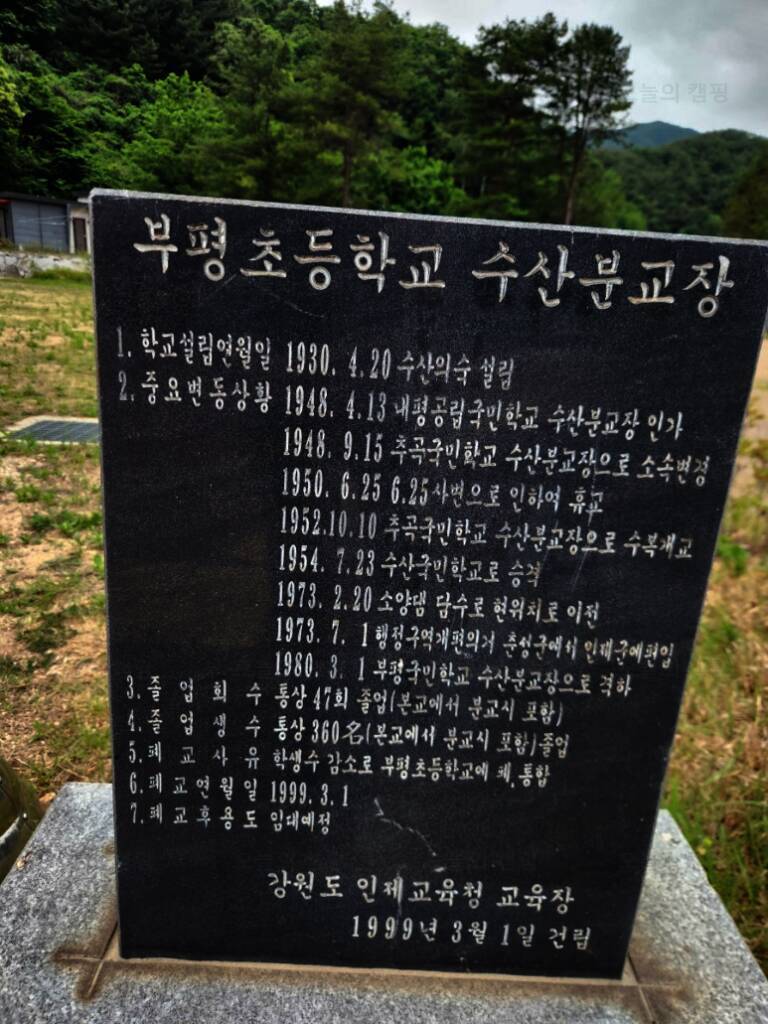 늘의 캠핑
부평초등학교 수산분교장
1. 학교설립연월일 1930. 4.20 수산의숙 설립
2. 중요변동상황 1948. 4.13 내평공립국민학교 수산분교장 인가
1948. 9.15 추곡국민학교 수산분교장으로 소속변경
1950. 6.25 6.25사변으로 인하여 휴교
1952.10.10 추곡국민학교 수산분교장으로 수복개교
1954. 7.23 수산국민학교로 승격
1973. 2.20 소양댐 담수로 현위치로 이전
1973. 7. 1 행정구역개편의거 춘성군에서 인제군에편입
1980. 3. 1 부평국민학교 수산분교장으로 격하
3. 졸업회수 통상 47회 졸업(본교에서 분교시 포함)
4. 졸업생수 통상 360名(본교에서 분교시 포함)졸업
5. 폐교사유 학생수 감소로 부평초등학교에 폐,통합
6. 폐교연월일 1999. 3. 1
7. 폐교후용도 임대예정
강원도 인제교육청 교육장
1999年 3월 1일 건립